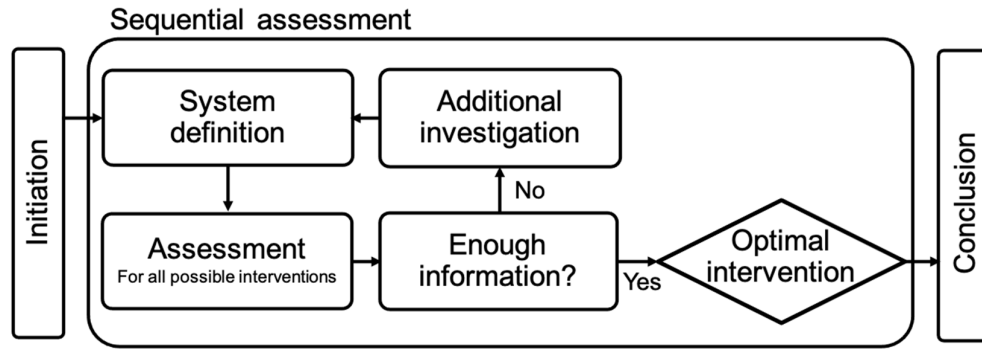 Sequential assessment
Initiation
System
definition
Additional
investigation
No
Assessment
For all possible interventions
Enough
information?
Yes
Optimal
intervention
Conclusion